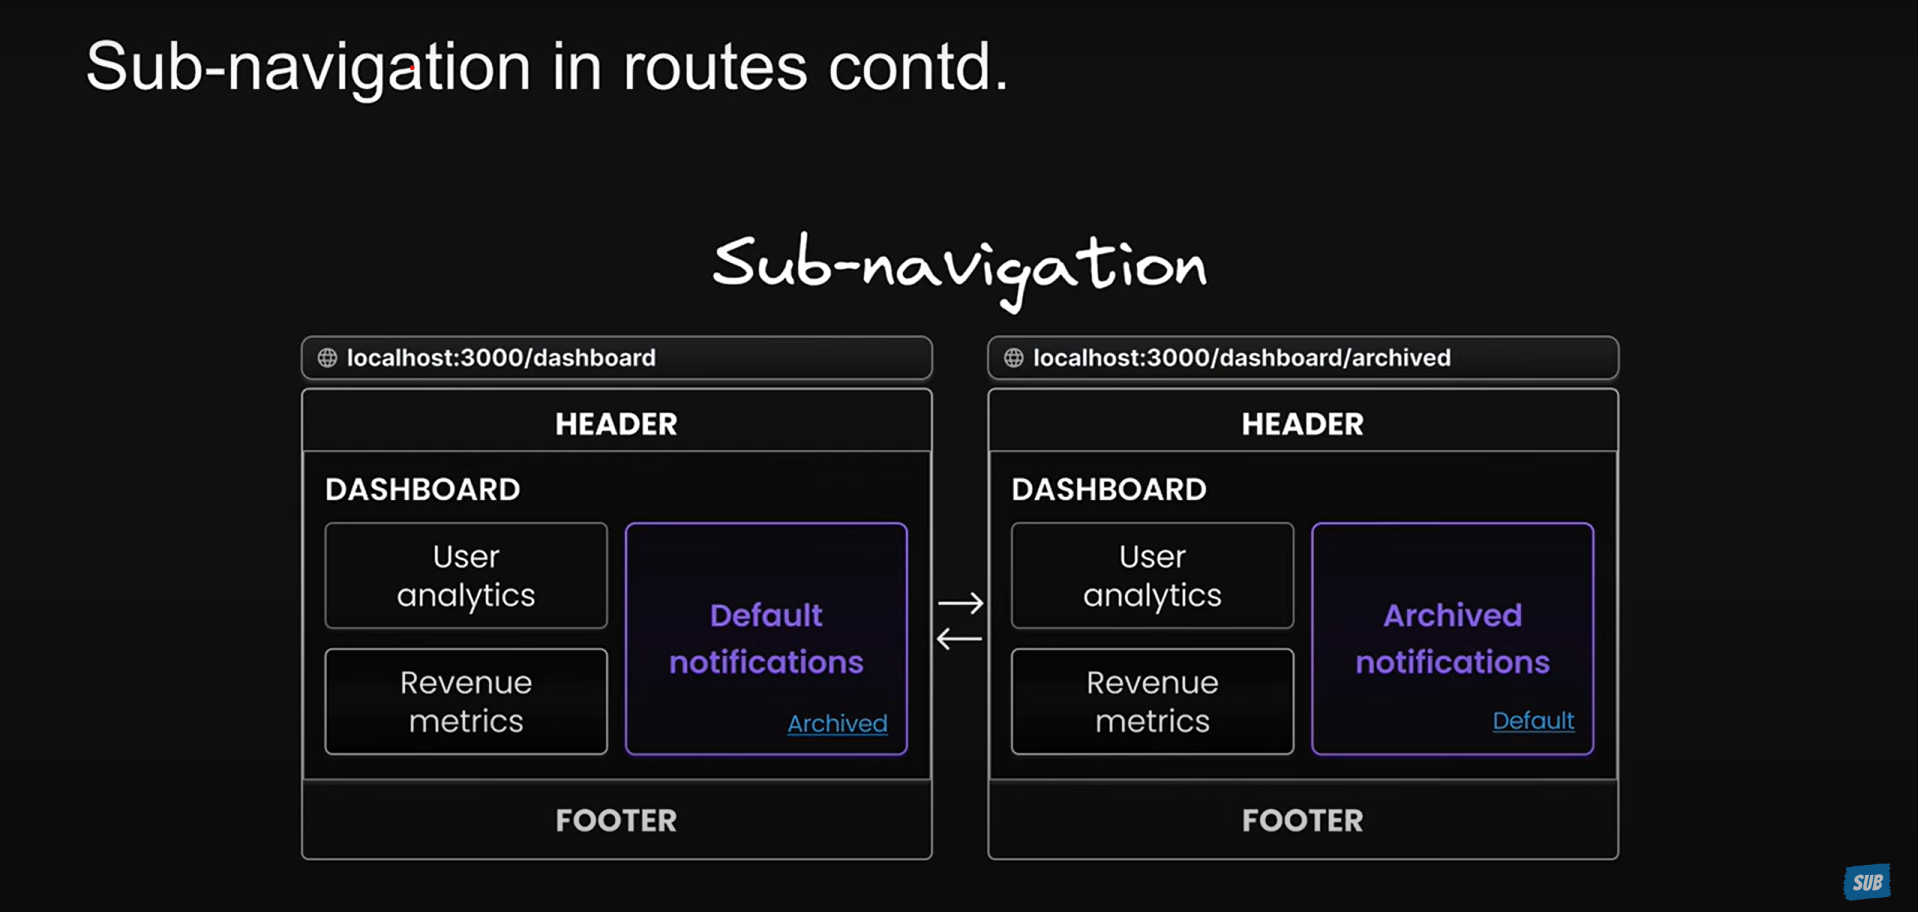 Sub-navigation in routes contd.
Sub-navigation
localhost:3000/dashboard
HEADER
DASHBOARD
User
analytics
Revenue
metrics
Default
notifications
Archived
FOOTER
localhost:3000/dashboard/archived
HEADER
DASHBOARD
User
analytics
Revenue
metrics
Archived
notifications
Default
FOOTER
SUB